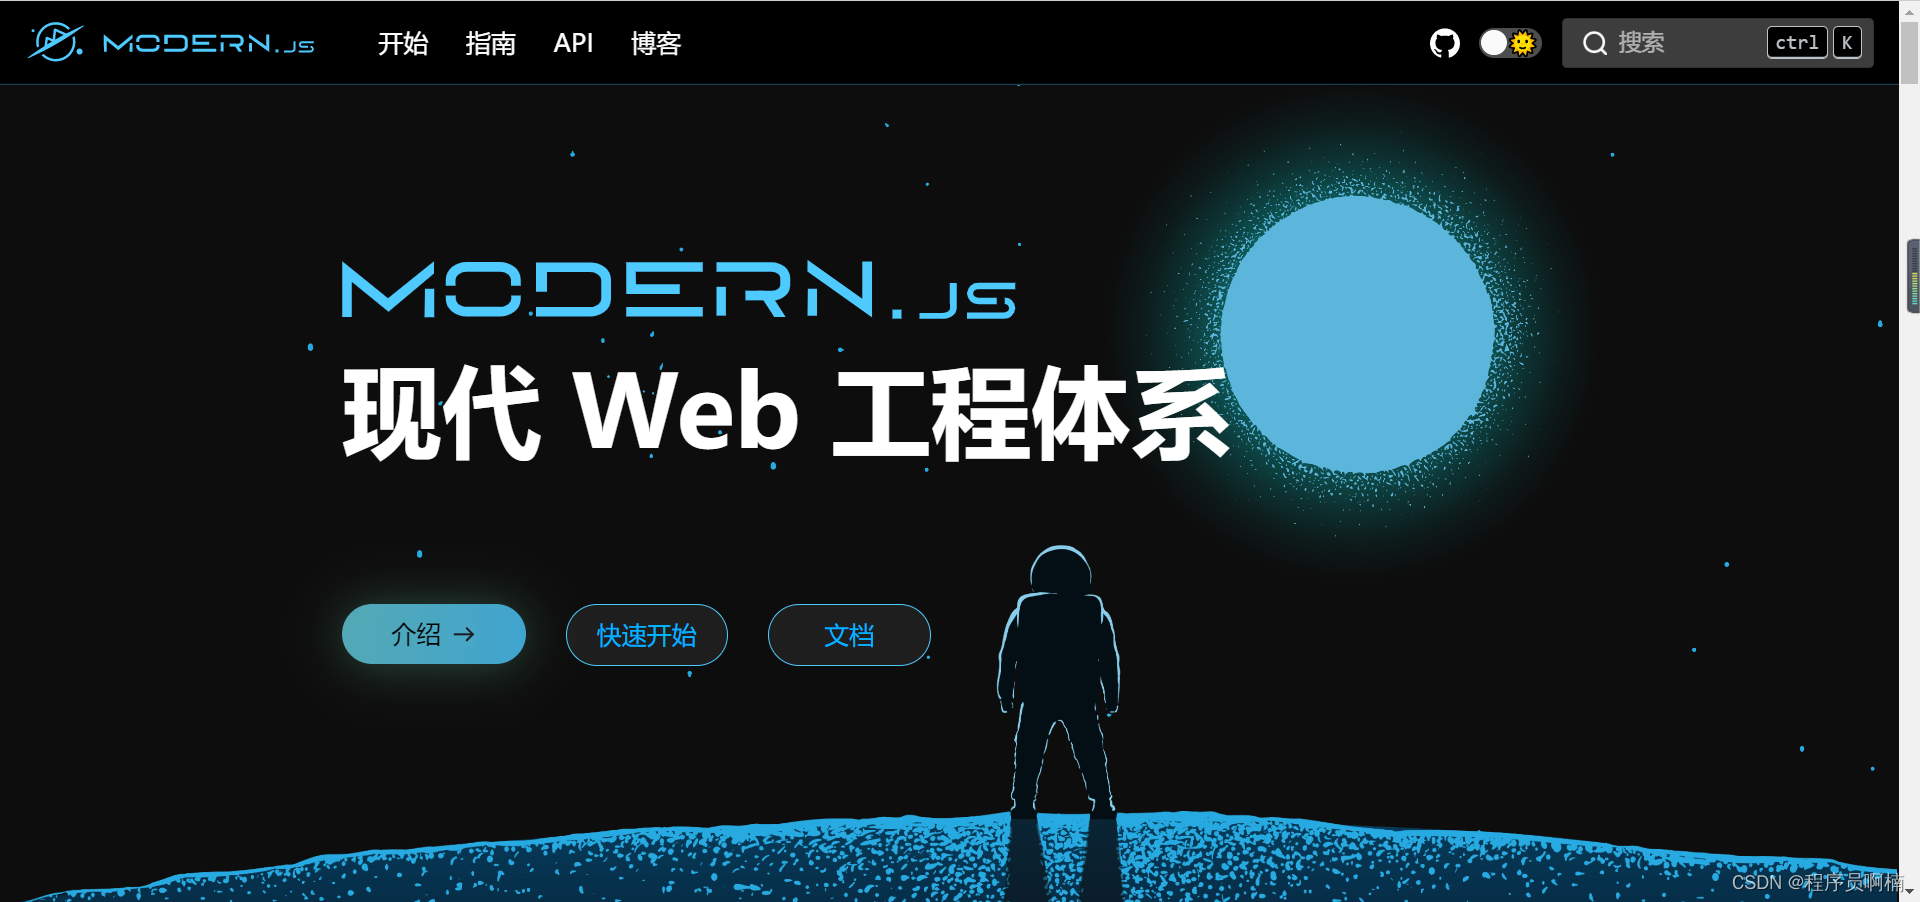 MODERN.JS 开始 指南 API 博客 搜索 ctrl K
MODERN.JS
现代 Web 工程体系
介绍 → 快速开始 文档
CSDN @程序员啊楠